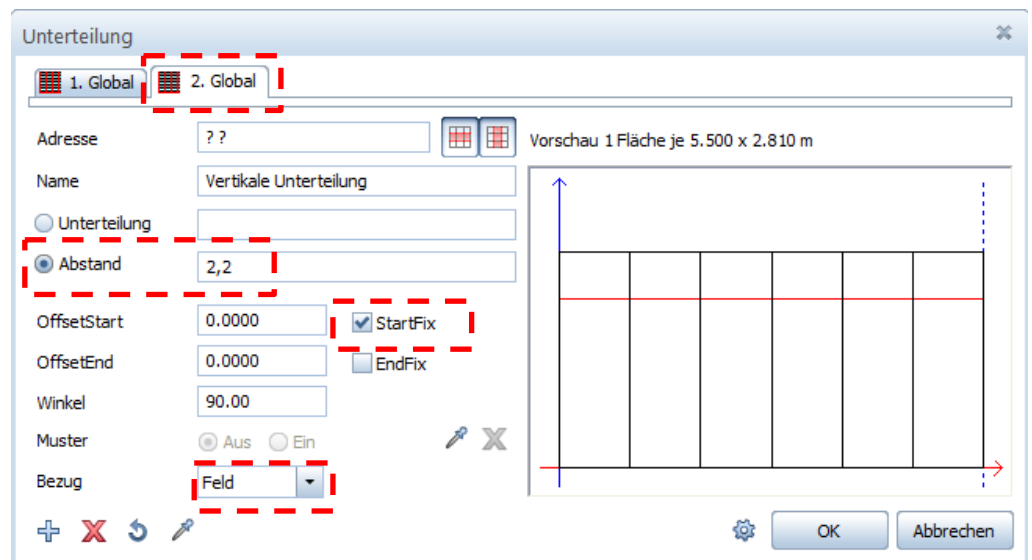 Unterteilung
1. Global
2. Global
Adresse
? ?
Vorschau 1 Fläche je 5.500 x 2.810 m
Name
Vertikale Unterteilung
Unterteilung
Abstand
2,2
OffsetStart
0.0000
StartFix
OffsetEnd
0.0000
EndFix
Winkel
90.00
Muster
Aus
Ein
Bezug
Feld
OK
Abbrechen